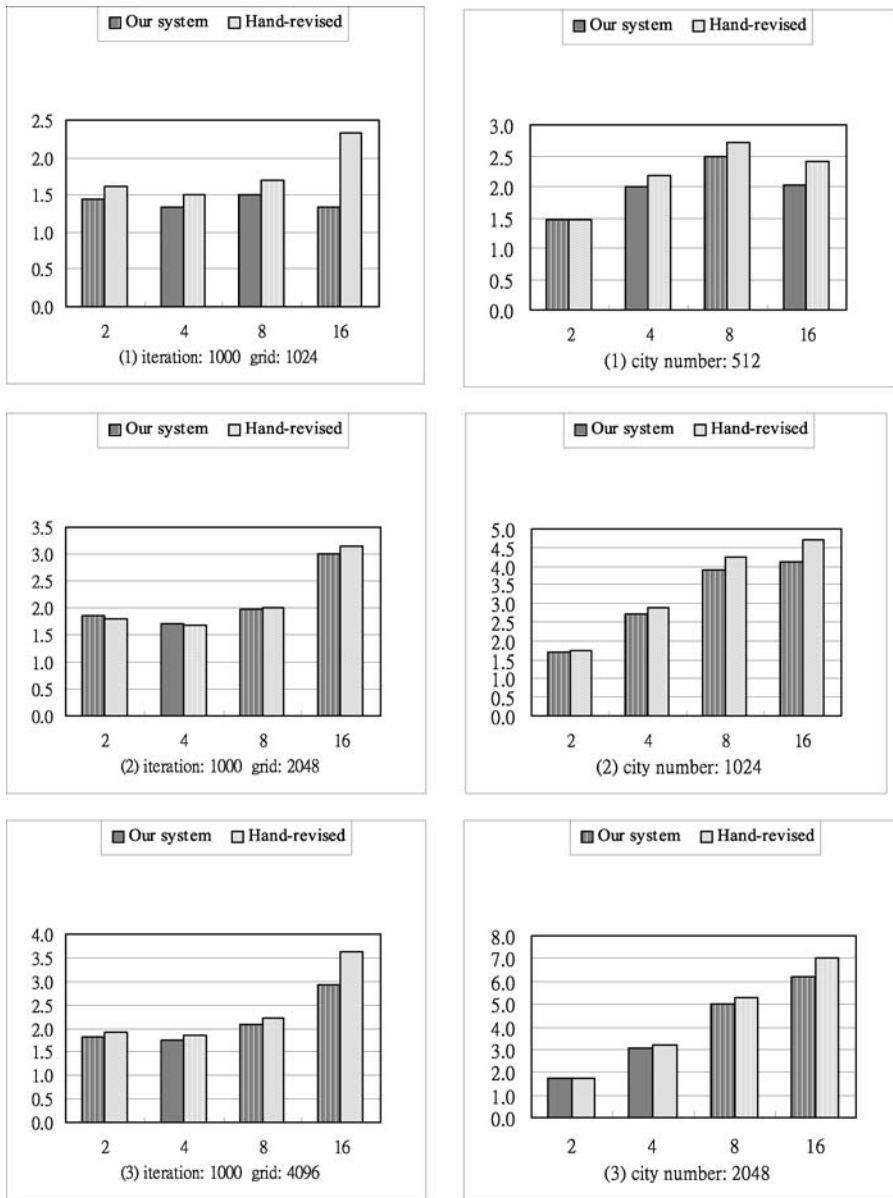 Our system Hand-revised
2.5
2.0
1.5
1.0
0.5
0.0
2 4 8 16
(1) iteration: 1000 grid: 1024
Our system Hand-revised
3.0
2.5
2.0
1.5
1.0
0.5
0.0
2 4 8 16
(1) city number: 512
Our system Hand-revised
3.5
3.0
2.5
2.0
1.5
1.0
0.5
0.0
2 4 8 16
(2) iteration: 1000 grid: 2048
Our system Hand-revised
5.0
4.5
4.0
3.5
3.0
2.5
2.0
1.5
1.0
0.5
0.0
2 4 8 16
(2) city number: 1024
Our system Hand-revised
4.0
3.5
3.0
2.5
2.0
1.5
1.0
0.5
0.0
2 4 8 16
(3) iteration: 1000 grid: 4096
Our system Hand-revised
8.0
7.0
6.0
5.0
4.0
3.0
2.0
1.0
0.0
2 4 8 16
(3) city number: 2048